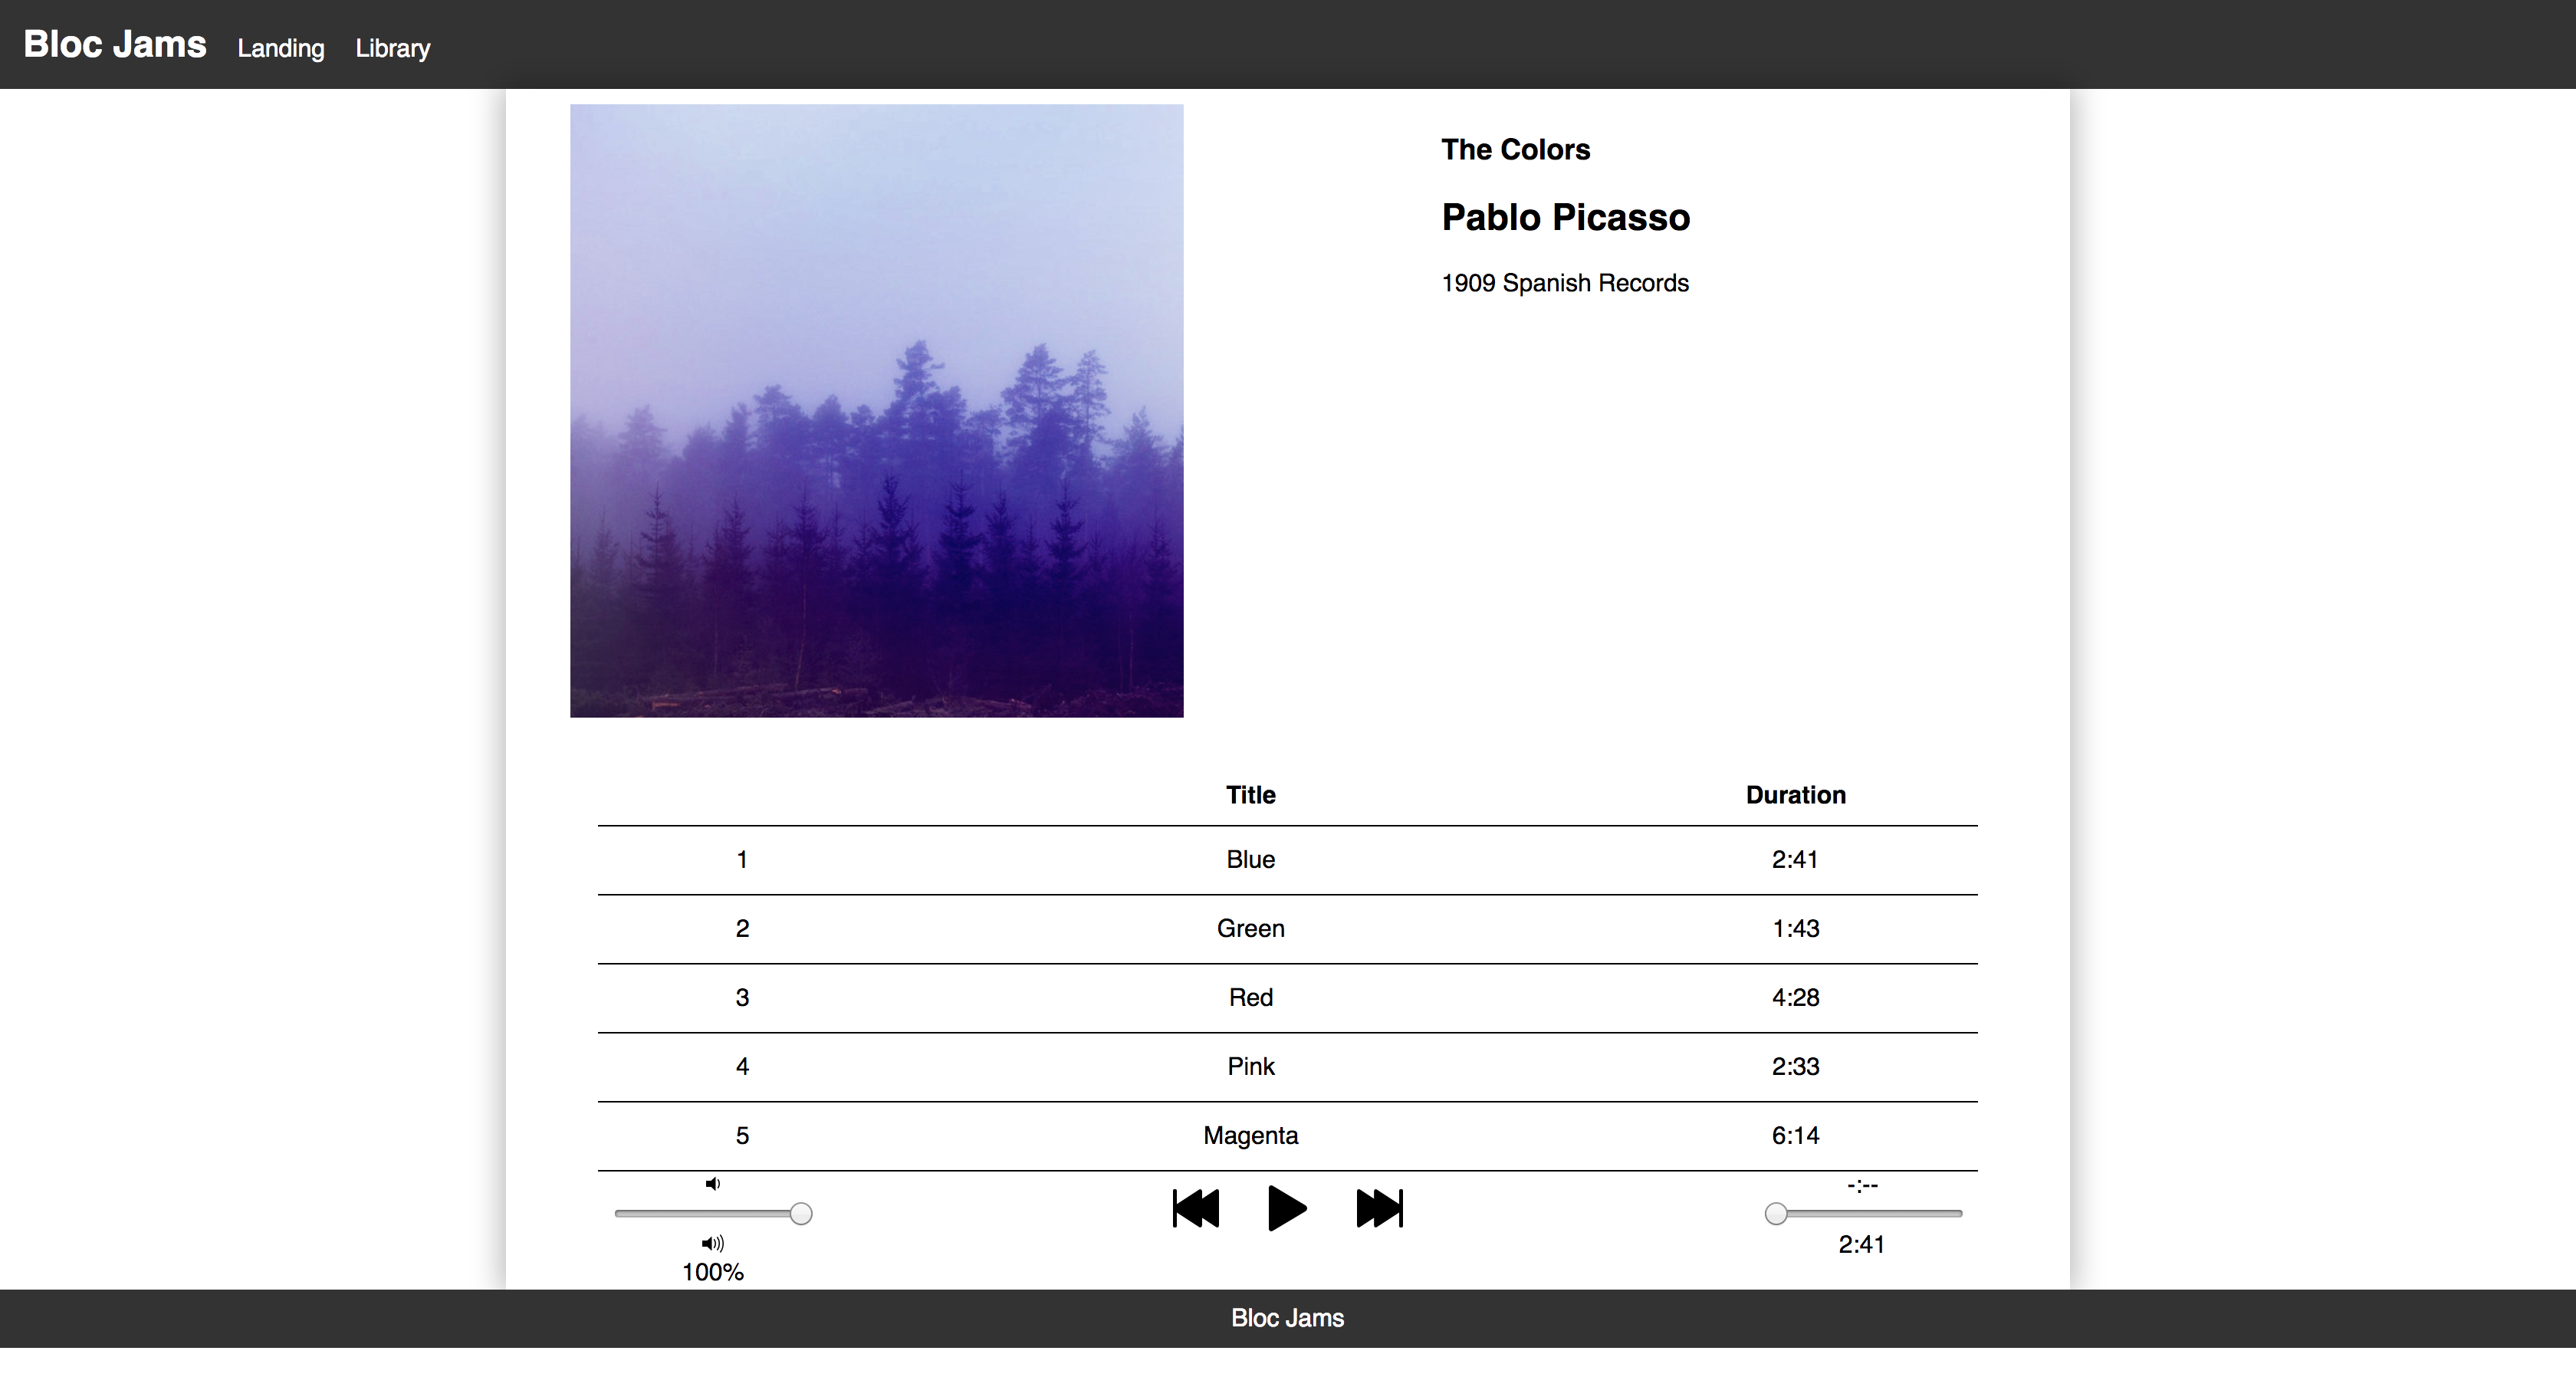 Bloc Jams Landing Library
The Colors
Pablo Picasso
1909 Spanish Records
Title Duration
1 Blue 2:41
2 Green 1:43
3 Red 4:28
4 Pink 2:33
5 Magenta 6:14
-:--
2:41
100%
Bloc Jams